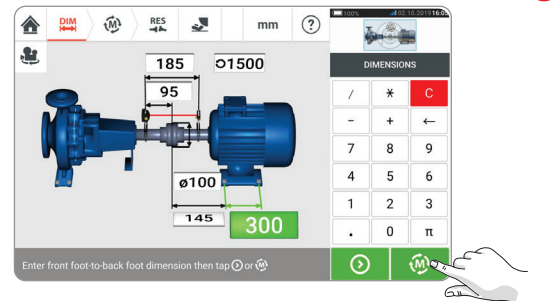 DIM M RES mm ?
100% 02.10.2019 16:05
185 1500
95
ø100
145 300
DIMENSIONS
/ * C
- + ←
7 8 9
4 5 6
1 2 3
. 0 π
M
Enter front foot-to-back foot dimension then tap or M